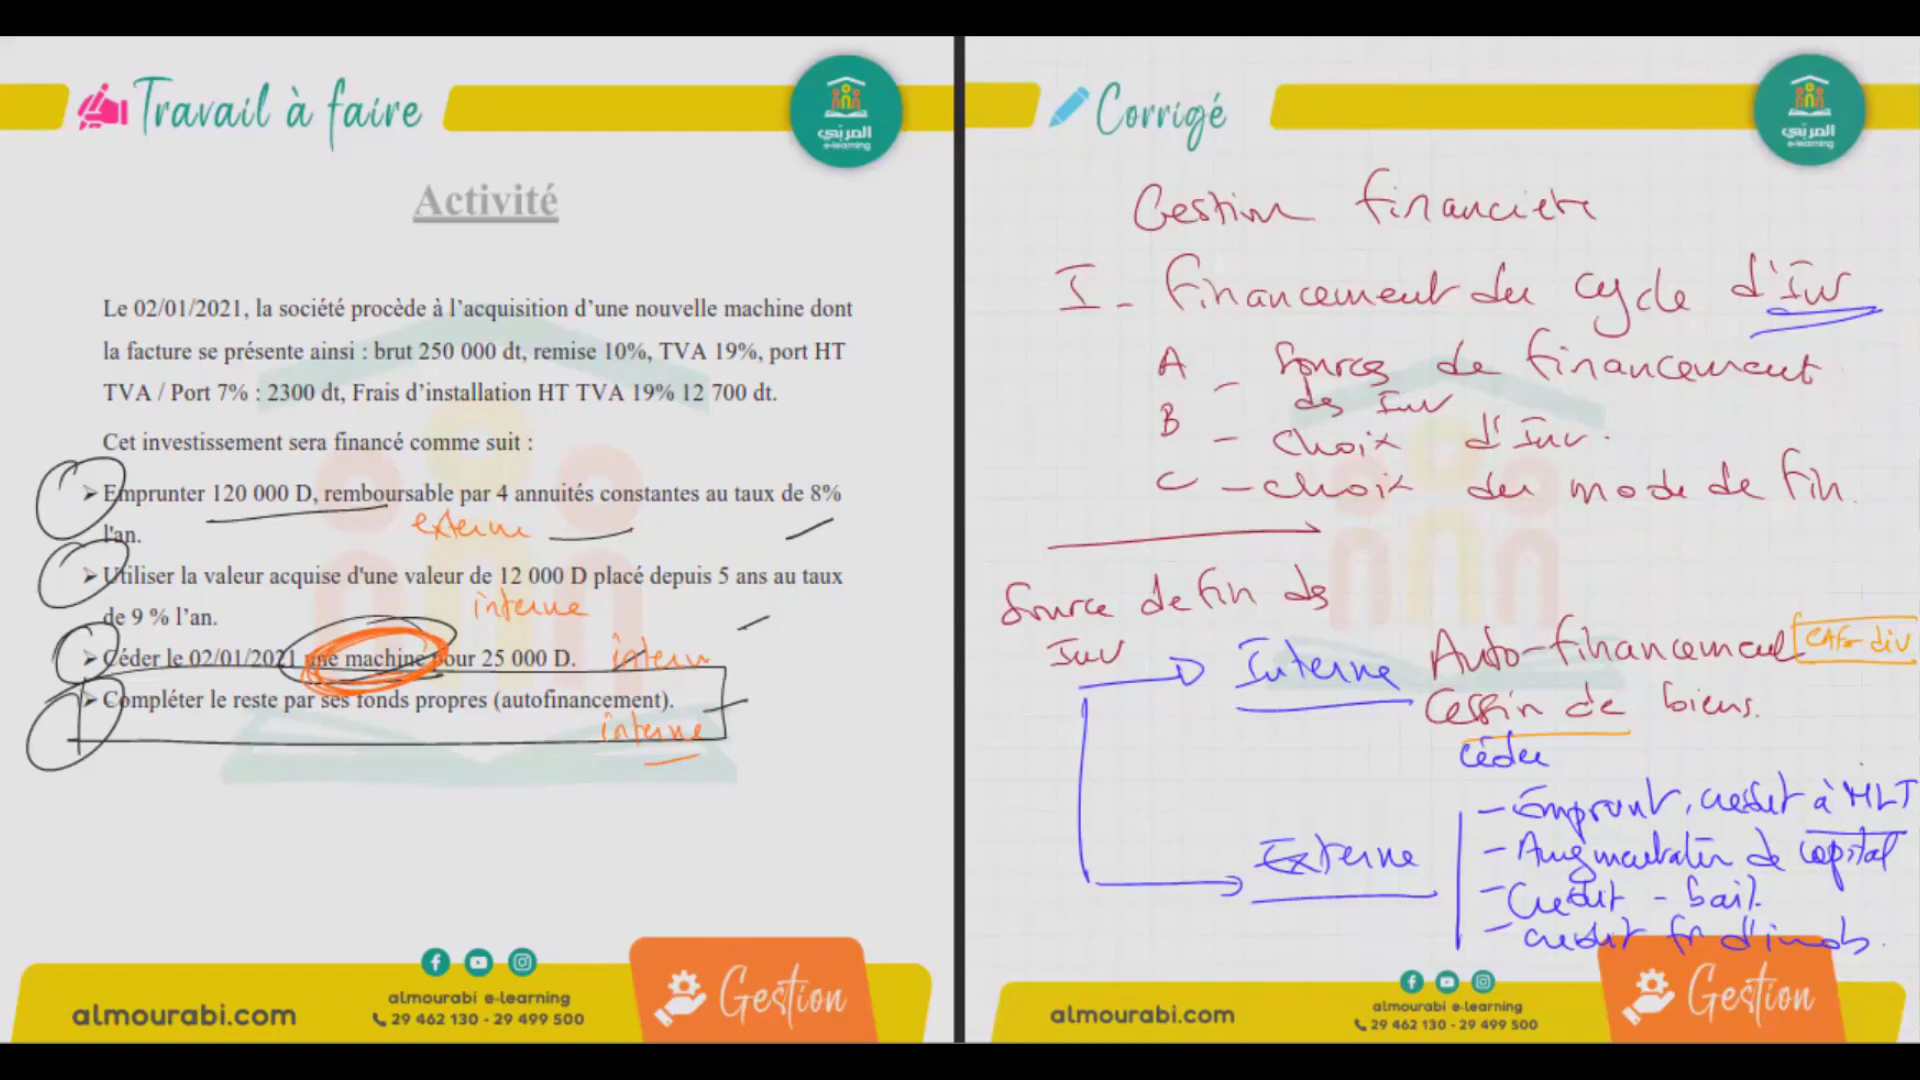 Travail à faire
المربي
e-learning
Activité
Le 02/01/2021, la société procède à l'acquisition d'une nouvelle machine dont
la facture se présente ainsi : brut 250 000 dt, remise 10%, TVA 19%, port HT
TVA / Port 7% : 2300 dt, Frais d'installation HT TVA 19% 12 700 dt.
Cet investissement sera financé comme suit :
➢ Emprunter 120 000 D, remboursable par 4 annuités constantes au taux de 8%
externe
l'an.
➢ Utiliser la valeur acquise d'une valeur de 12 000 D placé depuis 5 ans au taux
interne
de 9 % l'an.
➢ Céder le 02/01/2021 une machine pour 25 000 D. intern
➢ Compléter le reste par ses fonds propres (autofinancement).
interne
almourabi.com
almourabi e-learning
29 462 130 - 29 499 500
Gestion
Corrigé
المربي
e-learning
Gestion financière
I - financement du cycle d'Inv
A - Sources de financement
des Inv
B - choix d'Inv.
C - choix du mode de fin.
Source de fin des
Inv
Interne
Auto-financement CAF - div
Cession de biens.
céder
Externe
- Emprunt, crédit à MLT
- Augmentation de capital
- Crédit - bail.
- crédit fr d'imob.
almourabi.com
almourabi e-learning
29 462 130 - 29 499 500
Gestion